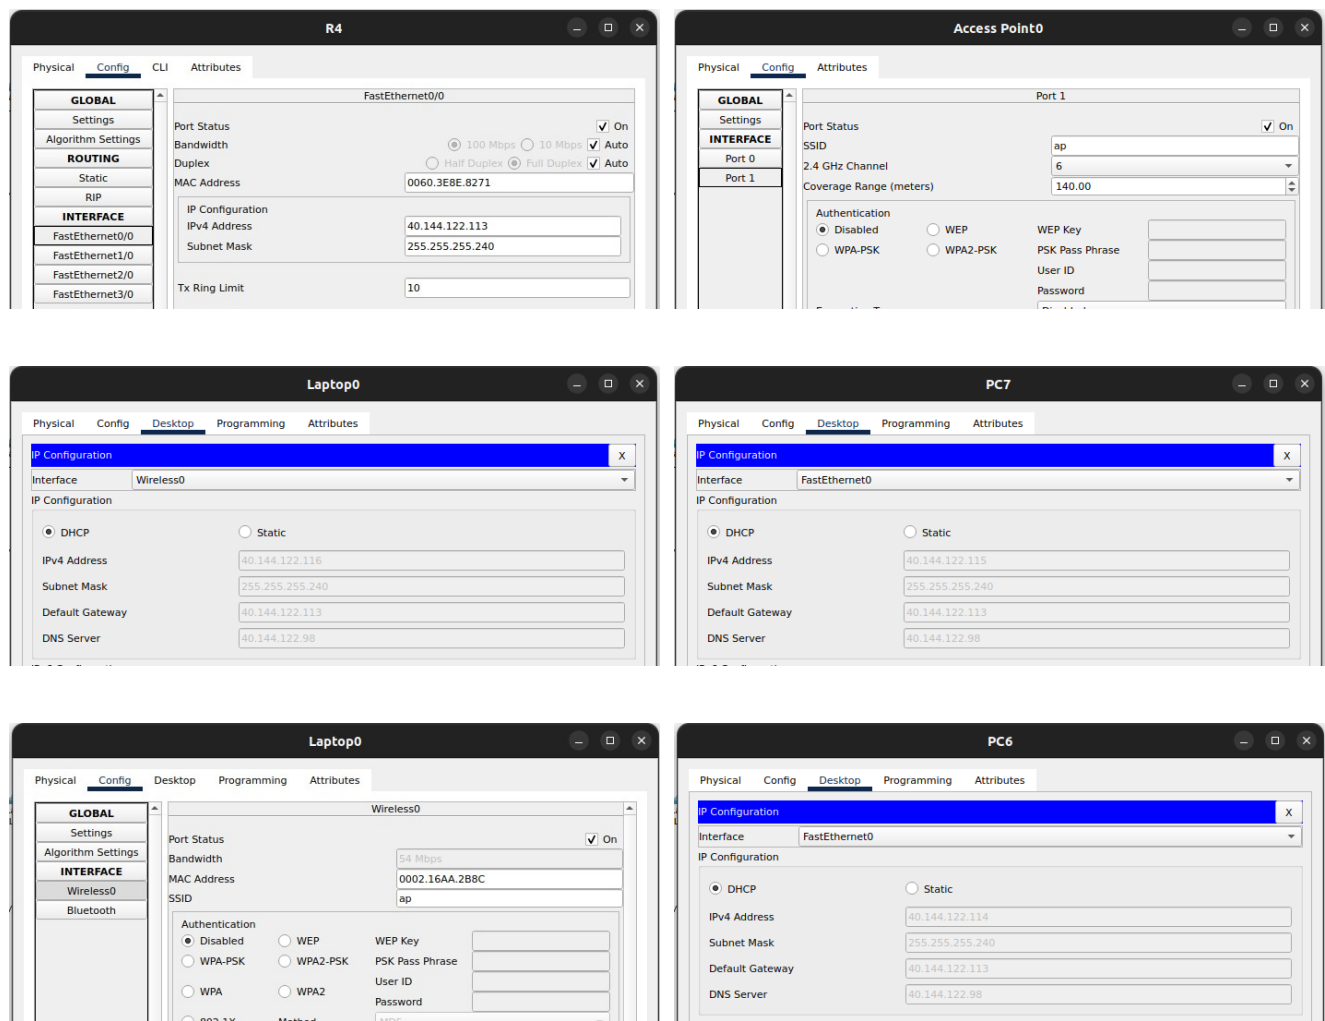 R4
Physical Config CLI Attributes
GLOBAL
Settings
Algorithm Settings
ROUTING
Static
RIP
INTERFACE
FastEthernet0/0
FastEthernet1/0
FastEthernet2/0
FastEthernet3/0
FastEthernet0/0
Port Status On
Bandwidth 100 Mbps 10 Mbps Auto
Duplex Half Duplex Full Duplex Auto
MAC Address 0060.3E8E.8271
IP Configuration
IPv4 Address 40.144.122.113
Subnet Mask 255.255.255.240
Tx Ring Limit 10
Access Point0
Physical Config Attributes
GLOBAL
Settings
INTERFACE
Port 0
Port 1
Port 1
Port Status On
SSID ap
2.4 GHz Channel 6
Coverage Range (meters) 140.00
Authentication
Disabled WEP WEP Key
WPA-PSK WPA2-PSK PSK Pass Phrase
User ID
Password
Laptop0
Physical Config Desktop Programming Attributes
IP Configuration X
Interface Wireless0
IP Configuration
DHCP Static
IPv4 Address 40.144.122.116
Subnet Mask 255.255.255.240
Default Gateway 40.144.122.113
DNS Server 40.144.122.98
PC7
Physical Config Desktop Programming Attributes
IP Configuration X
Interface FastEthernet0
IP Configuration
DHCP Static
IPv4 Address 40.144.122.115
Subnet Mask 255.255.255.240
Default Gateway 40.144.122.113
DNS Server 40.144.122.98
Laptop0
Physical Config Desktop Programming Attributes
GLOBAL
Settings
Algorithm Settings
INTERFACE
Wireless0
Bluetooth
Wireless0
Port Status On
Bandwidth 54 Mbps
MAC Address 0002.16AA.2B8C
SSID ap
Authentication
Disabled WEP WEP Key
WPA-PSK WPA2-PSK PSK Pass Phrase
User ID
WPA WPA2
Password
PC6
Physical Config Desktop Programming Attributes
IP Configuration X
Interface FastEthernet0
IP Configuration
DHCP Static
IPv4 Address 40.144.122.114
Subnet Mask 255.255.255.240
Default Gateway 40.144.122.113
DNS Server 40.144.122.98